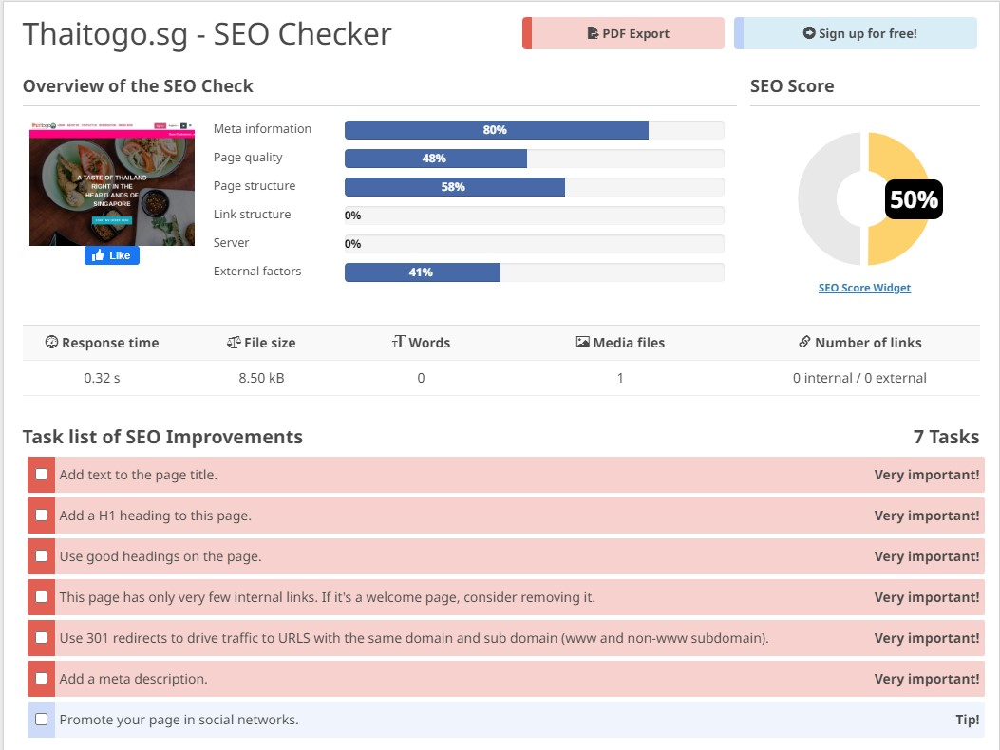 Thaitogo.sg - SEO Checker
PDF Export
Sign up for free!
Overview of the SEO Check
SEO Score
A TASTE OF THAILAND
RIGHT IN THE
HEARTLANDS OF
SINGAPORE
Like
Meta information 80%
Page quality 48%
Page structure 58%
Link structure 0%
Server 0%
External factors 41%
50%
SEO Score Widget
Response time File size Words Media files Number of links
0.32 s 8.50 kB 0 1 0 internal / 0 external
Task list of SEO Improvements 7 Tasks
Add text to the page title. Very important!
Add a H1 heading to this page. Very important!
Use good headings on the page. Very important!
This page has only very few internal links. If it's a welcome page, consider removing it. Very important!
Use 301 redirects to drive traffic to URLS with the same domain and sub domain (www and non-www subdomain). Very important!
Add a meta description. Very important!
Promote your page in social networks. Tip!